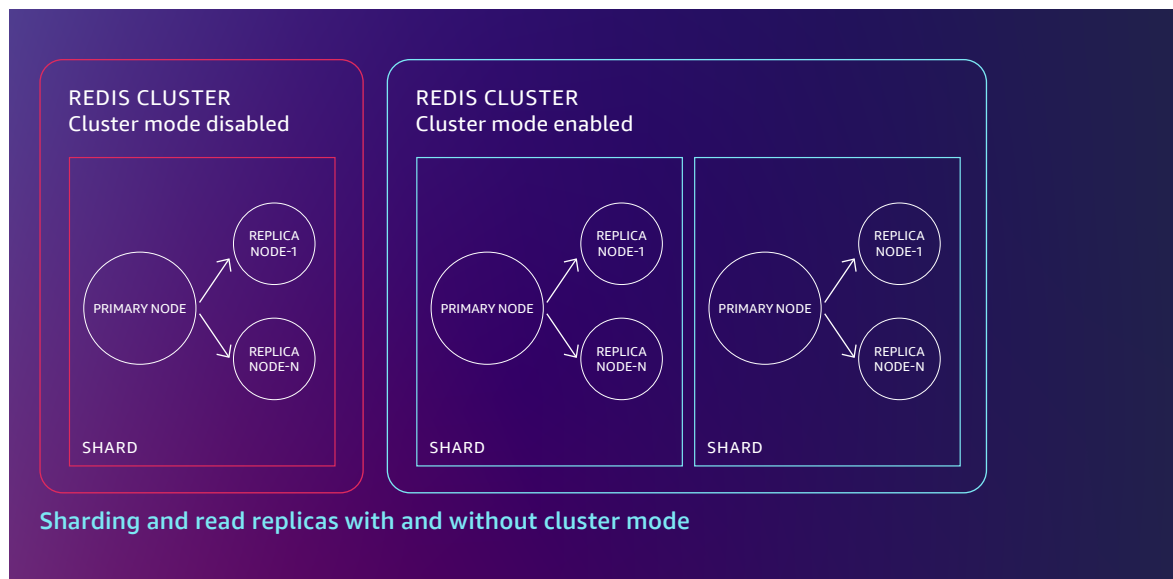 REDIS CLUSTER
Cluster mode disabled
PRIMARY NODE
REPLICA
NODE-1
REPLICA
NODE-N
SHARD
REDIS CLUSTER
Cluster mode enabled
PRIMARY NODE
REPLICA
NODE-1
REPLICA
NODE-N
SHARD
PRIMARY NODE
REPLICA
NODE-1
REPLICA
NODE-N
SHARD
Sharding and read replicas with and without cluster mode